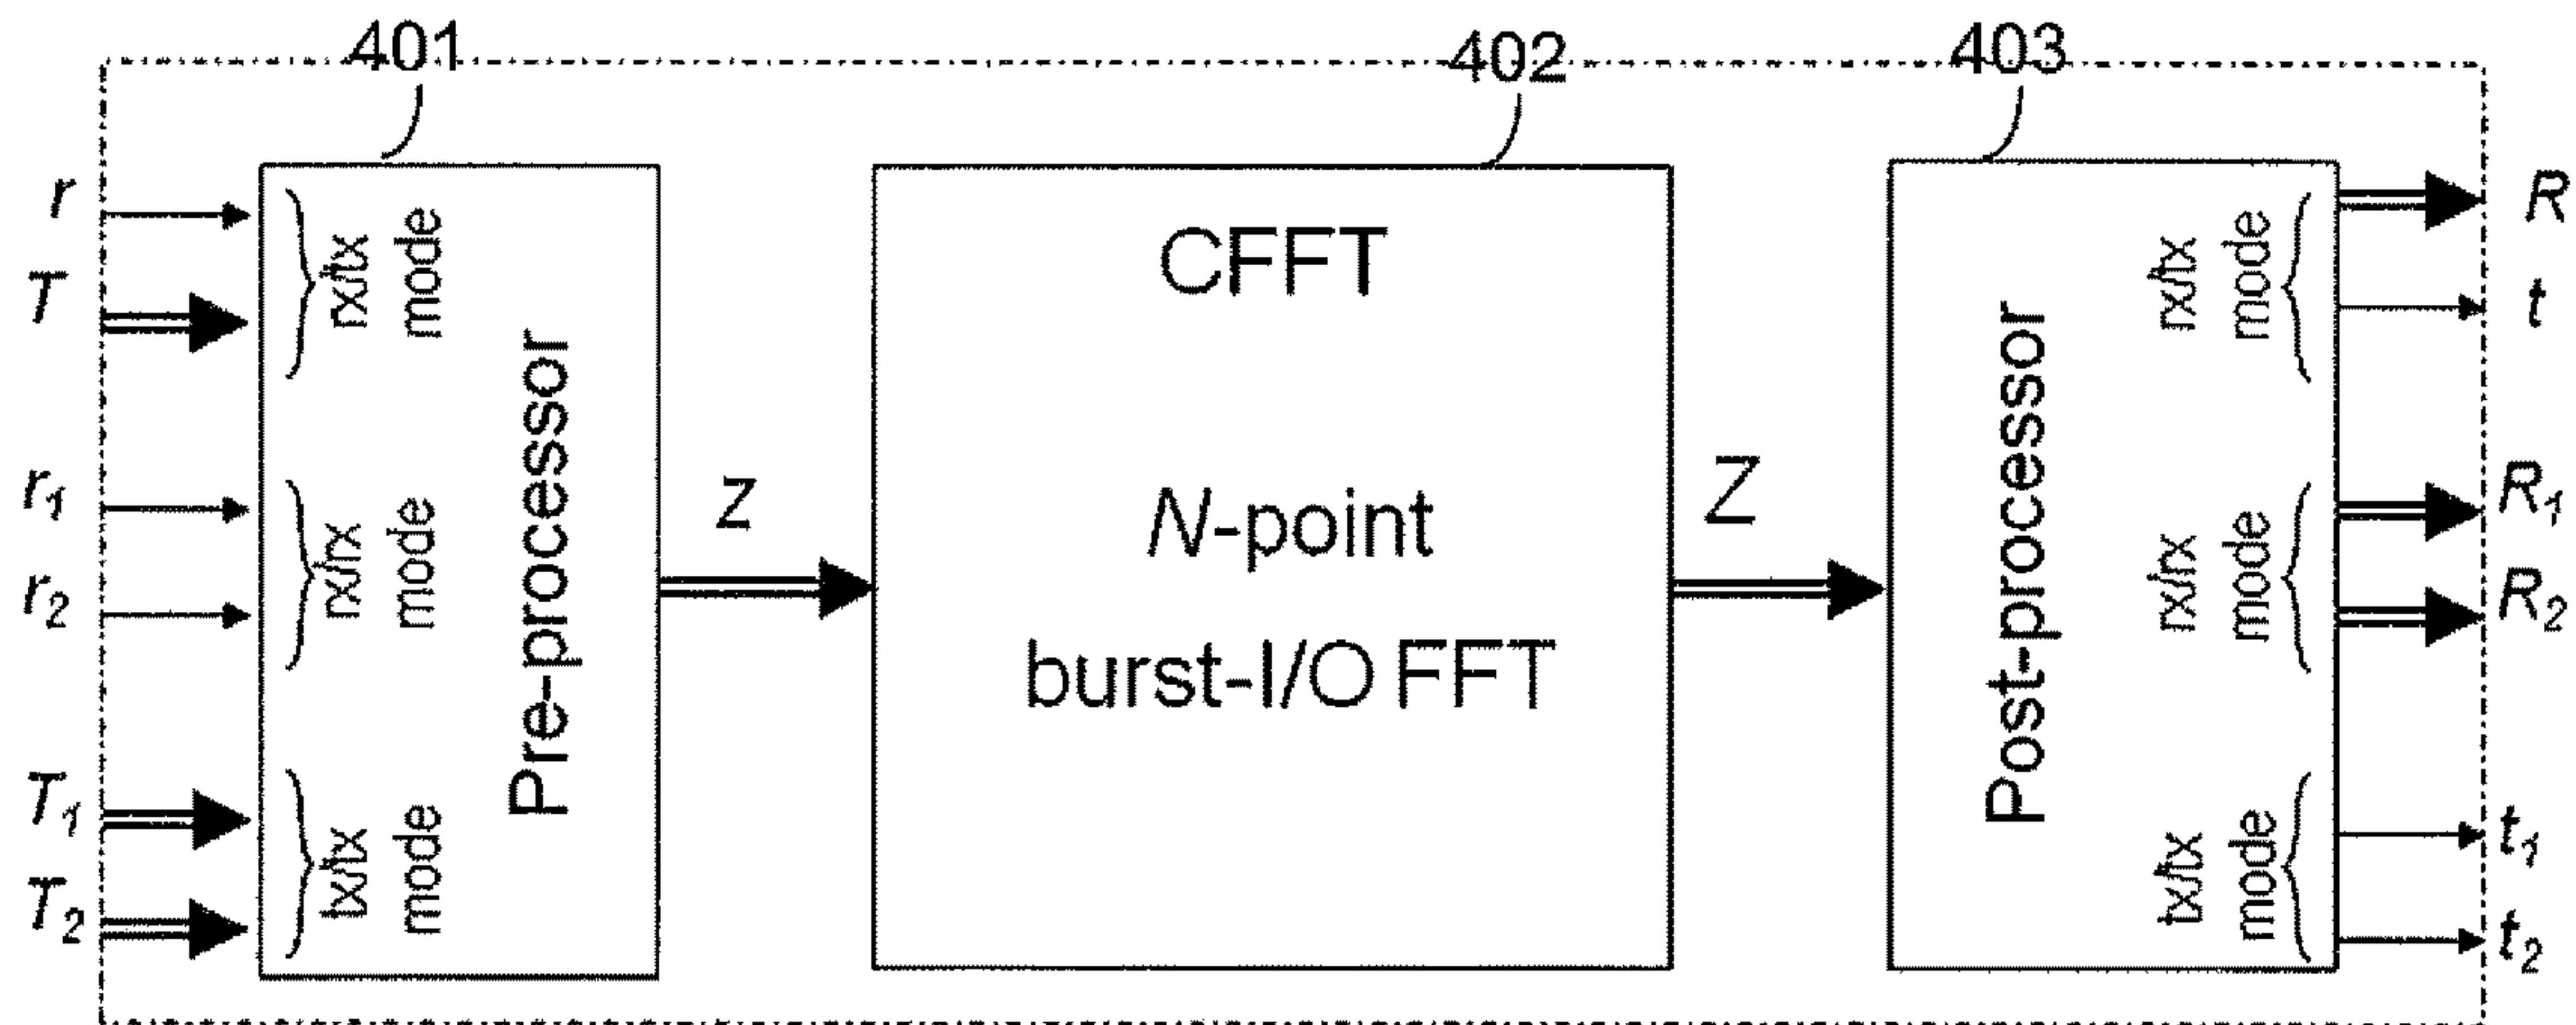 401
402
403
r
T
rx/tx
mode
r1
r2
rx/rx
mode
T1
T2
tx/tx
mode
Pre-processor
z
CFFT
N-point
burst-I/O FFT
Z
Post-processor
rx/tx
mode
R
t
rx/rx
mode
R1
R2
tx/tx
mode
t1
t2